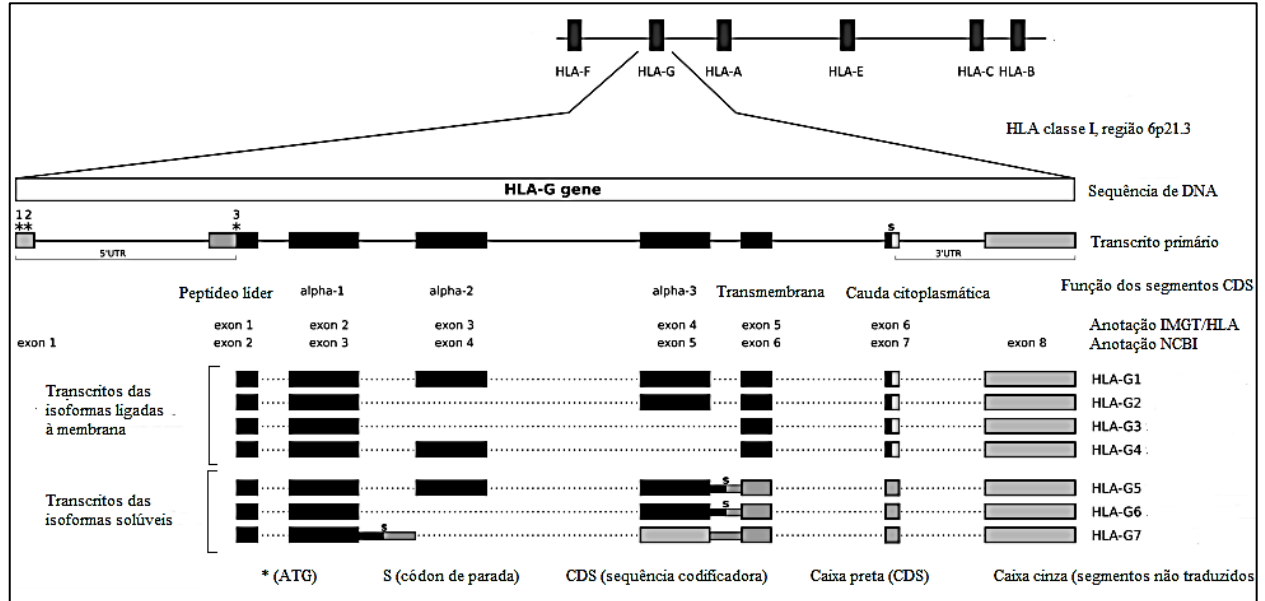 HLA-F HLA-G HLA-A HLA-E HLA-C HLA-B
HLA classe I, região 6p21.3
HLA-G gene
Sequência de DNA
12 3
** *
s
Transcrito primário
5'UTR 3'UTR
Peptídeo líder alpha-1 alpha-2 alpha-3 Transmembrana Cauda citoplasmática Função dos segmentos CDS
exon 1 exon 2 exon 3 exon 4 exon 5 exon 6 Anotação IMGT/HLA
exon 1 exon 2 exon 3 exon 4 exon 5 exon 6 exon 7 exon 8 Anotação NCBI
Transcritos das
isoformas ligadas
à membrana
HLA-G1
HLA-G2
HLA-G3
HLA-G4
Transcritos das
isoformas solúveis
s HLA-G5
s HLA-G6
s HLA-G7
* (ATG) S (códon de parada) CDS (sequência codificadora) Caixa preta (CDS) Caixa cinza (segmentos não traduzidos